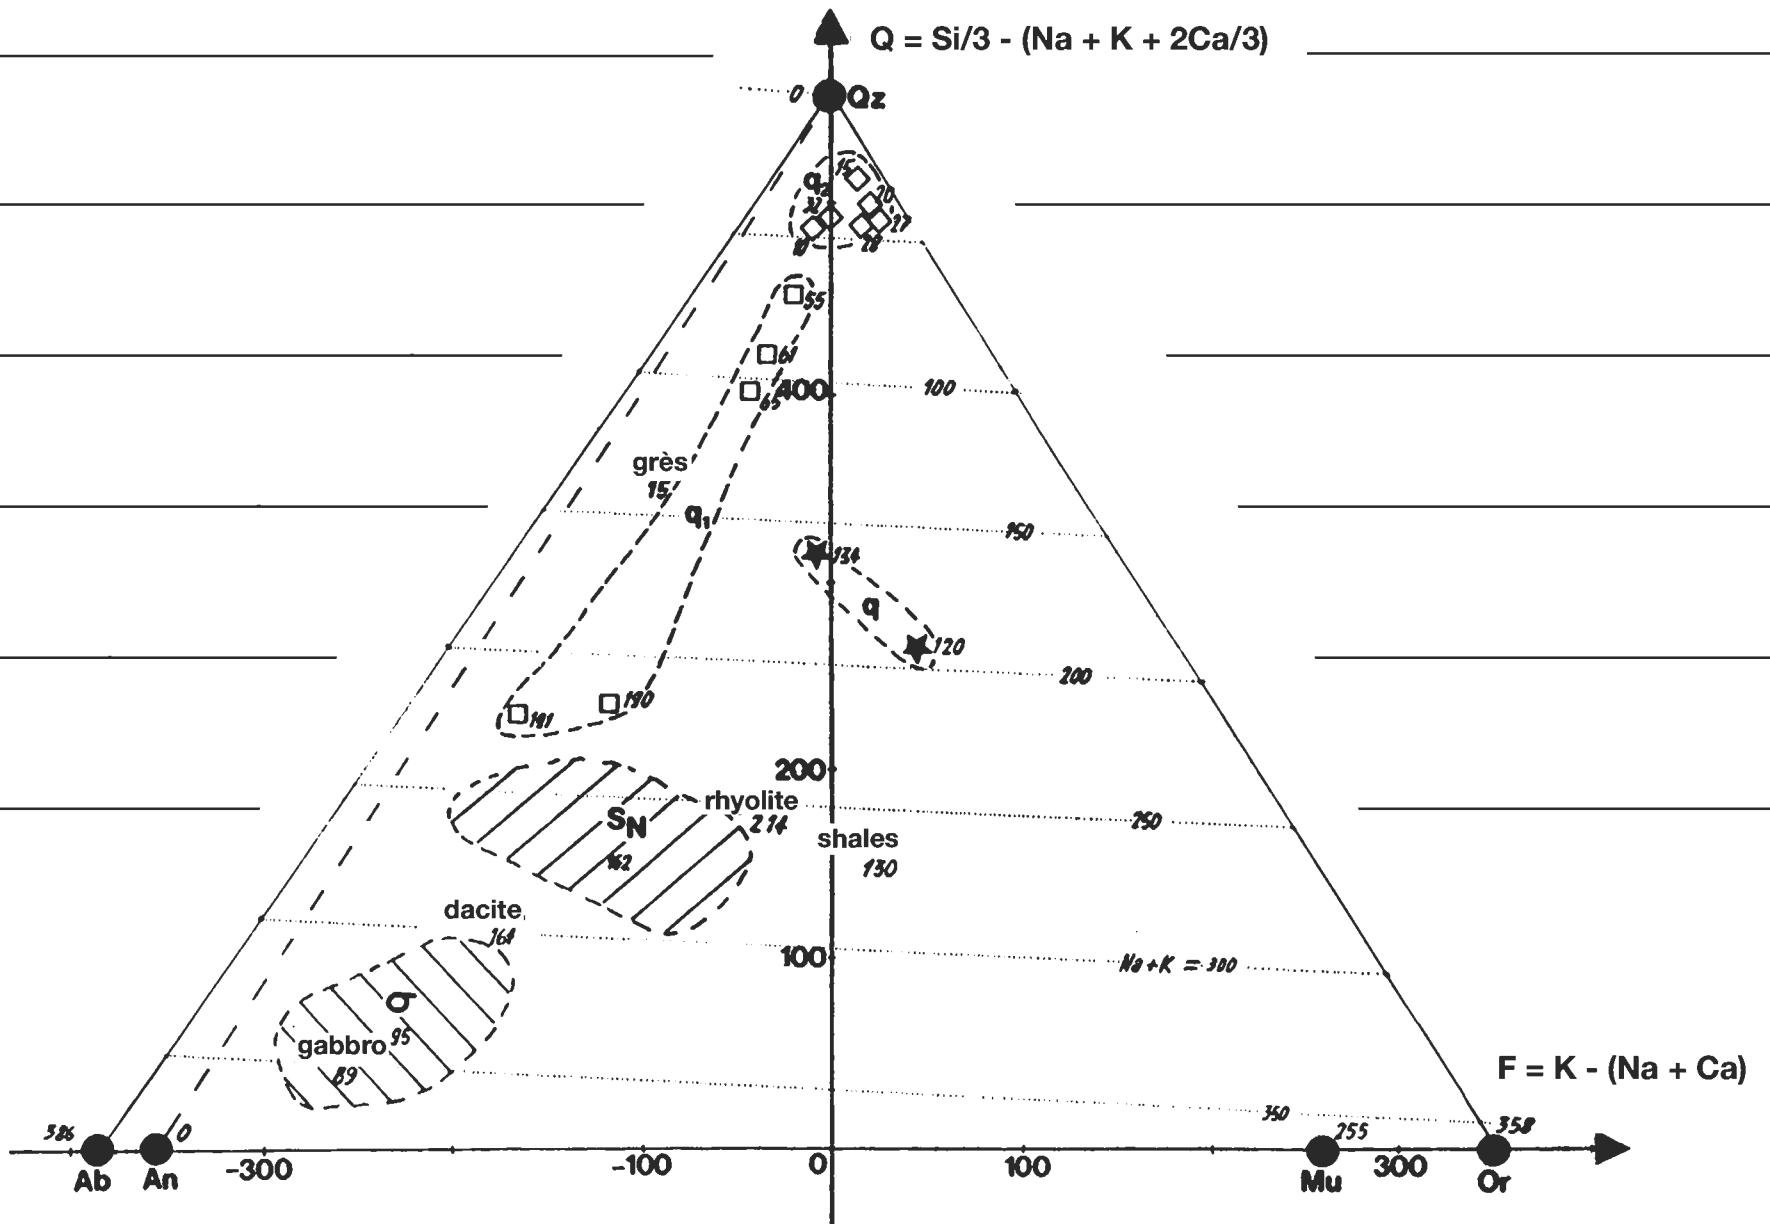 Q = Si/3 - (Na + K + 2Ca/3)
0 Qz
15
q2 20
32 27
10 28
55
61
400 100
65
grès
15
q1 150
134
q
120
200
190
191
200
rhyolite
SN 214 250
shales
162 130
dacite
164
100 Na+K = 300
σ
gabbro 95
39
F = K - (Na + Ca)
350
386 0 255 358
-300 -100 0 100 300
Ab An Mu Or